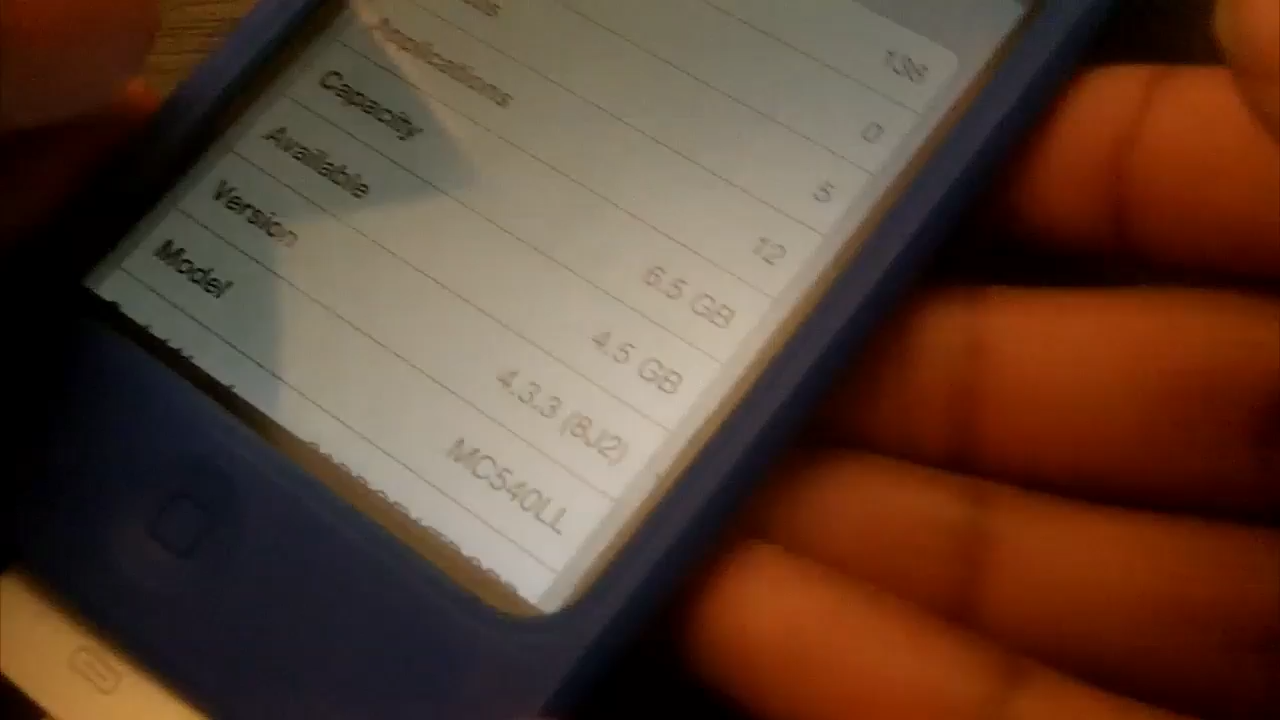 136
0
Applications 5
12
Capacity 6.5 GB
Available 4.5 GB
Version 4.3.3 (8J2)
Model MC540LL